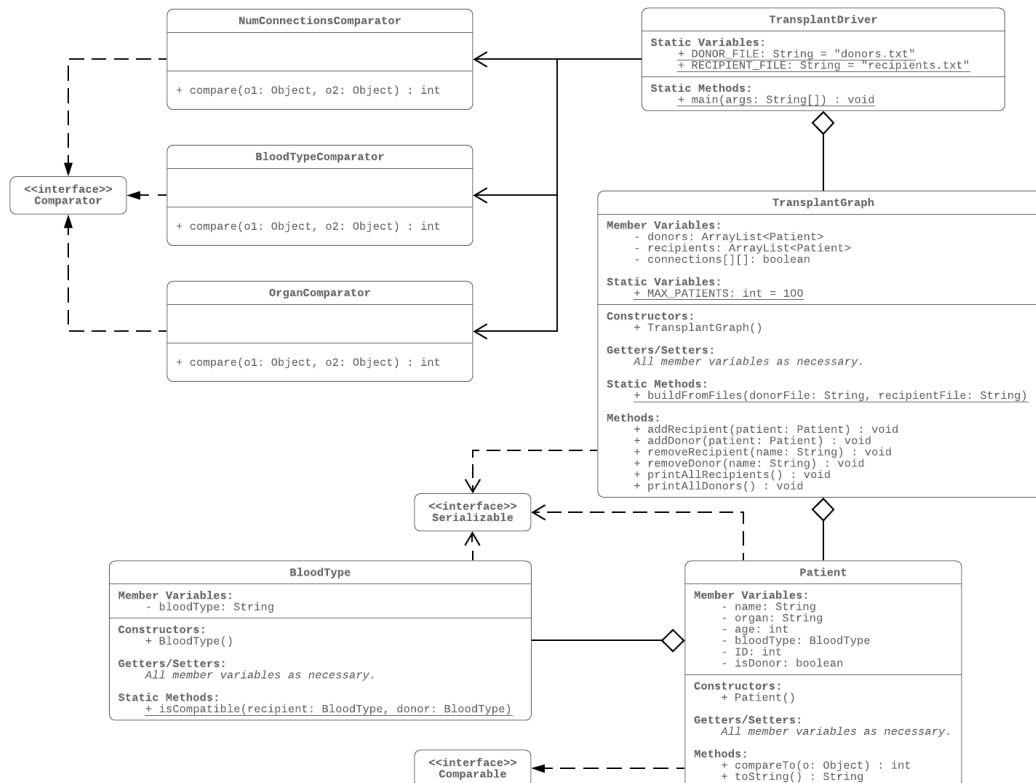 NumConnectionsComparator
+ compare(o1: Object, o2: Object) : int
TransplantDriver
Static Variables:
+ DONOR_FILE: String = "donors.txt"
+ RECIPIENT_FILE: String = "recipients.txt"
Static Methods:
+ main(args: String[]) : void
BloodTypeComparator
+ compare(o1: Object, o2: Object) : int
<<interface>>
Comparator
OrganComparator
+ compare(o1: Object, o2: Object) : int
TransplantGraph
Member Variables:
- donors: ArrayList<Patient>
- recipients: ArrayList<Patient>
- connections[][]: boolean
Static Variables:
+ MAX_PATIENTS: int = 100
Constructors:
+ TransplantGraph()
Getters/Setters:
All member variables as necessary.
Static Methods:
+ buildFromFiles(donorFile: String, recipientFile: String)
Methods:
+ addRecipient(patient: Patient) : void
+ addDonor(patient: Patient) : void
+ removeRecipient(name: String) : void
+ removeDonor(name: String) : void
+ printAllRecipients() : void
+ printAllDonors() : void
<<interface>>
Serializable
BloodType
Member Variables:
- bloodType: String
Constructors:
+ BloodType()
Getters/Setters:
All member variables as necessary.
Static Methods:
+ isCompatible(recipient: BloodType, donor: BloodType)
Patient
Member Variables:
- name: String
- organ: String
- age: int
- bloodType: BloodType
- ID: int
- isDonor: boolean
Constructors:
+ Patient()
Getters/Setters:
All member variables as necessary.
Methods:
+ compareTo(o: Object) : int
+ toString() : String
<<interface>>
Comparable